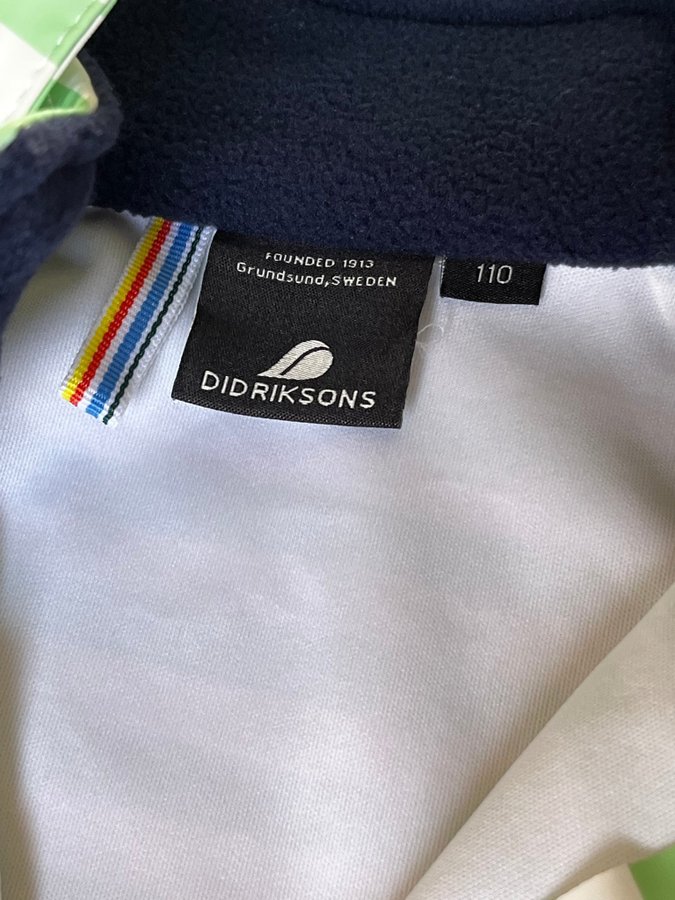 FOUNDED 1913
Grundsund, SWEDEN
DIDRIKSONS
110